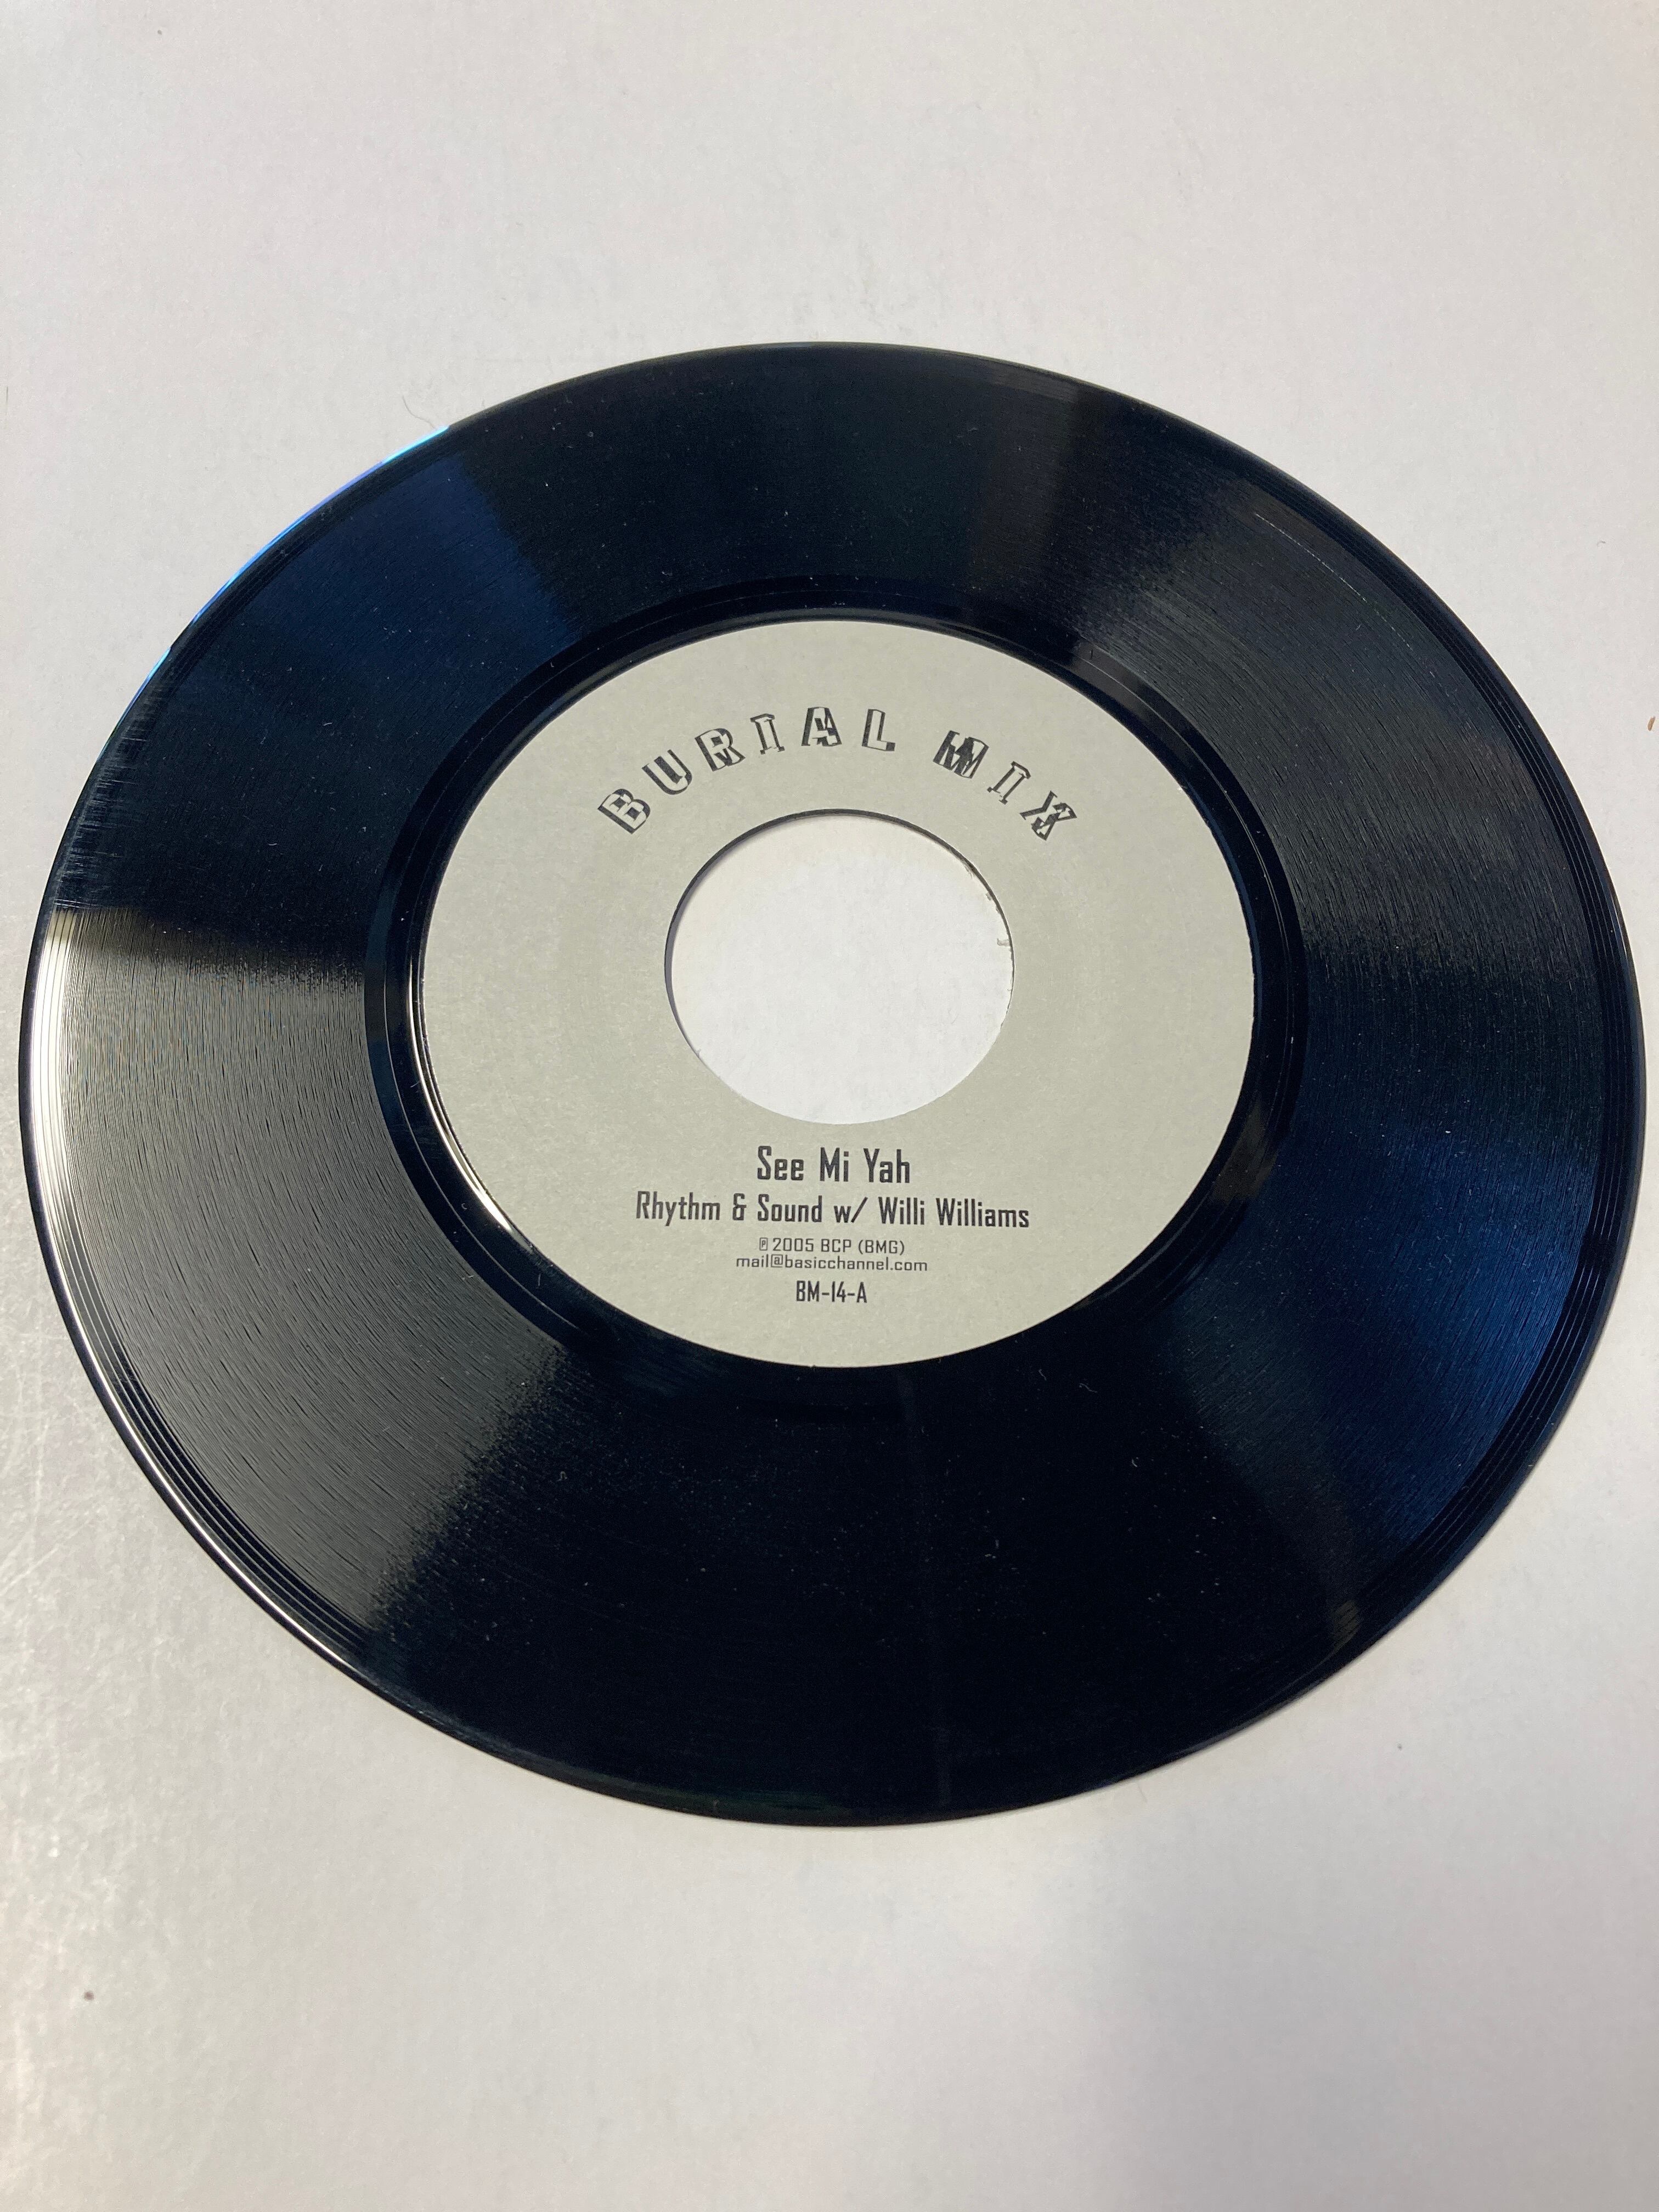 BURIAL MIX
See Mi Yah
Rhythm & Sound w/ Willi Williams
℗2005 BCP (BMG)
mail@basicchannel.com
BM-14-A